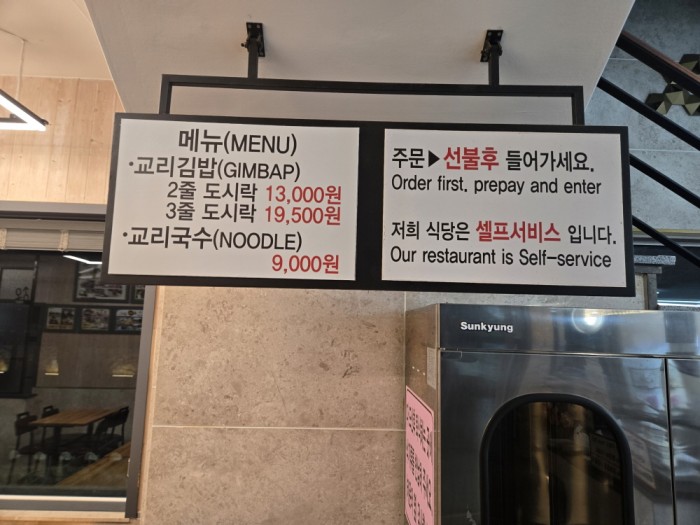 메뉴(MENU)
·교리김밥(GIMBAP)
2줄 도시락 13,000원
3줄 도시락 19,500원
·교리국수(NOODLE)
9,000원
주문▶선불후 들어가세요.
Order first, prepay and enter
저희 식당은 셀프서비스 입니다.
Our restaurant is Self-service
Sunkyung